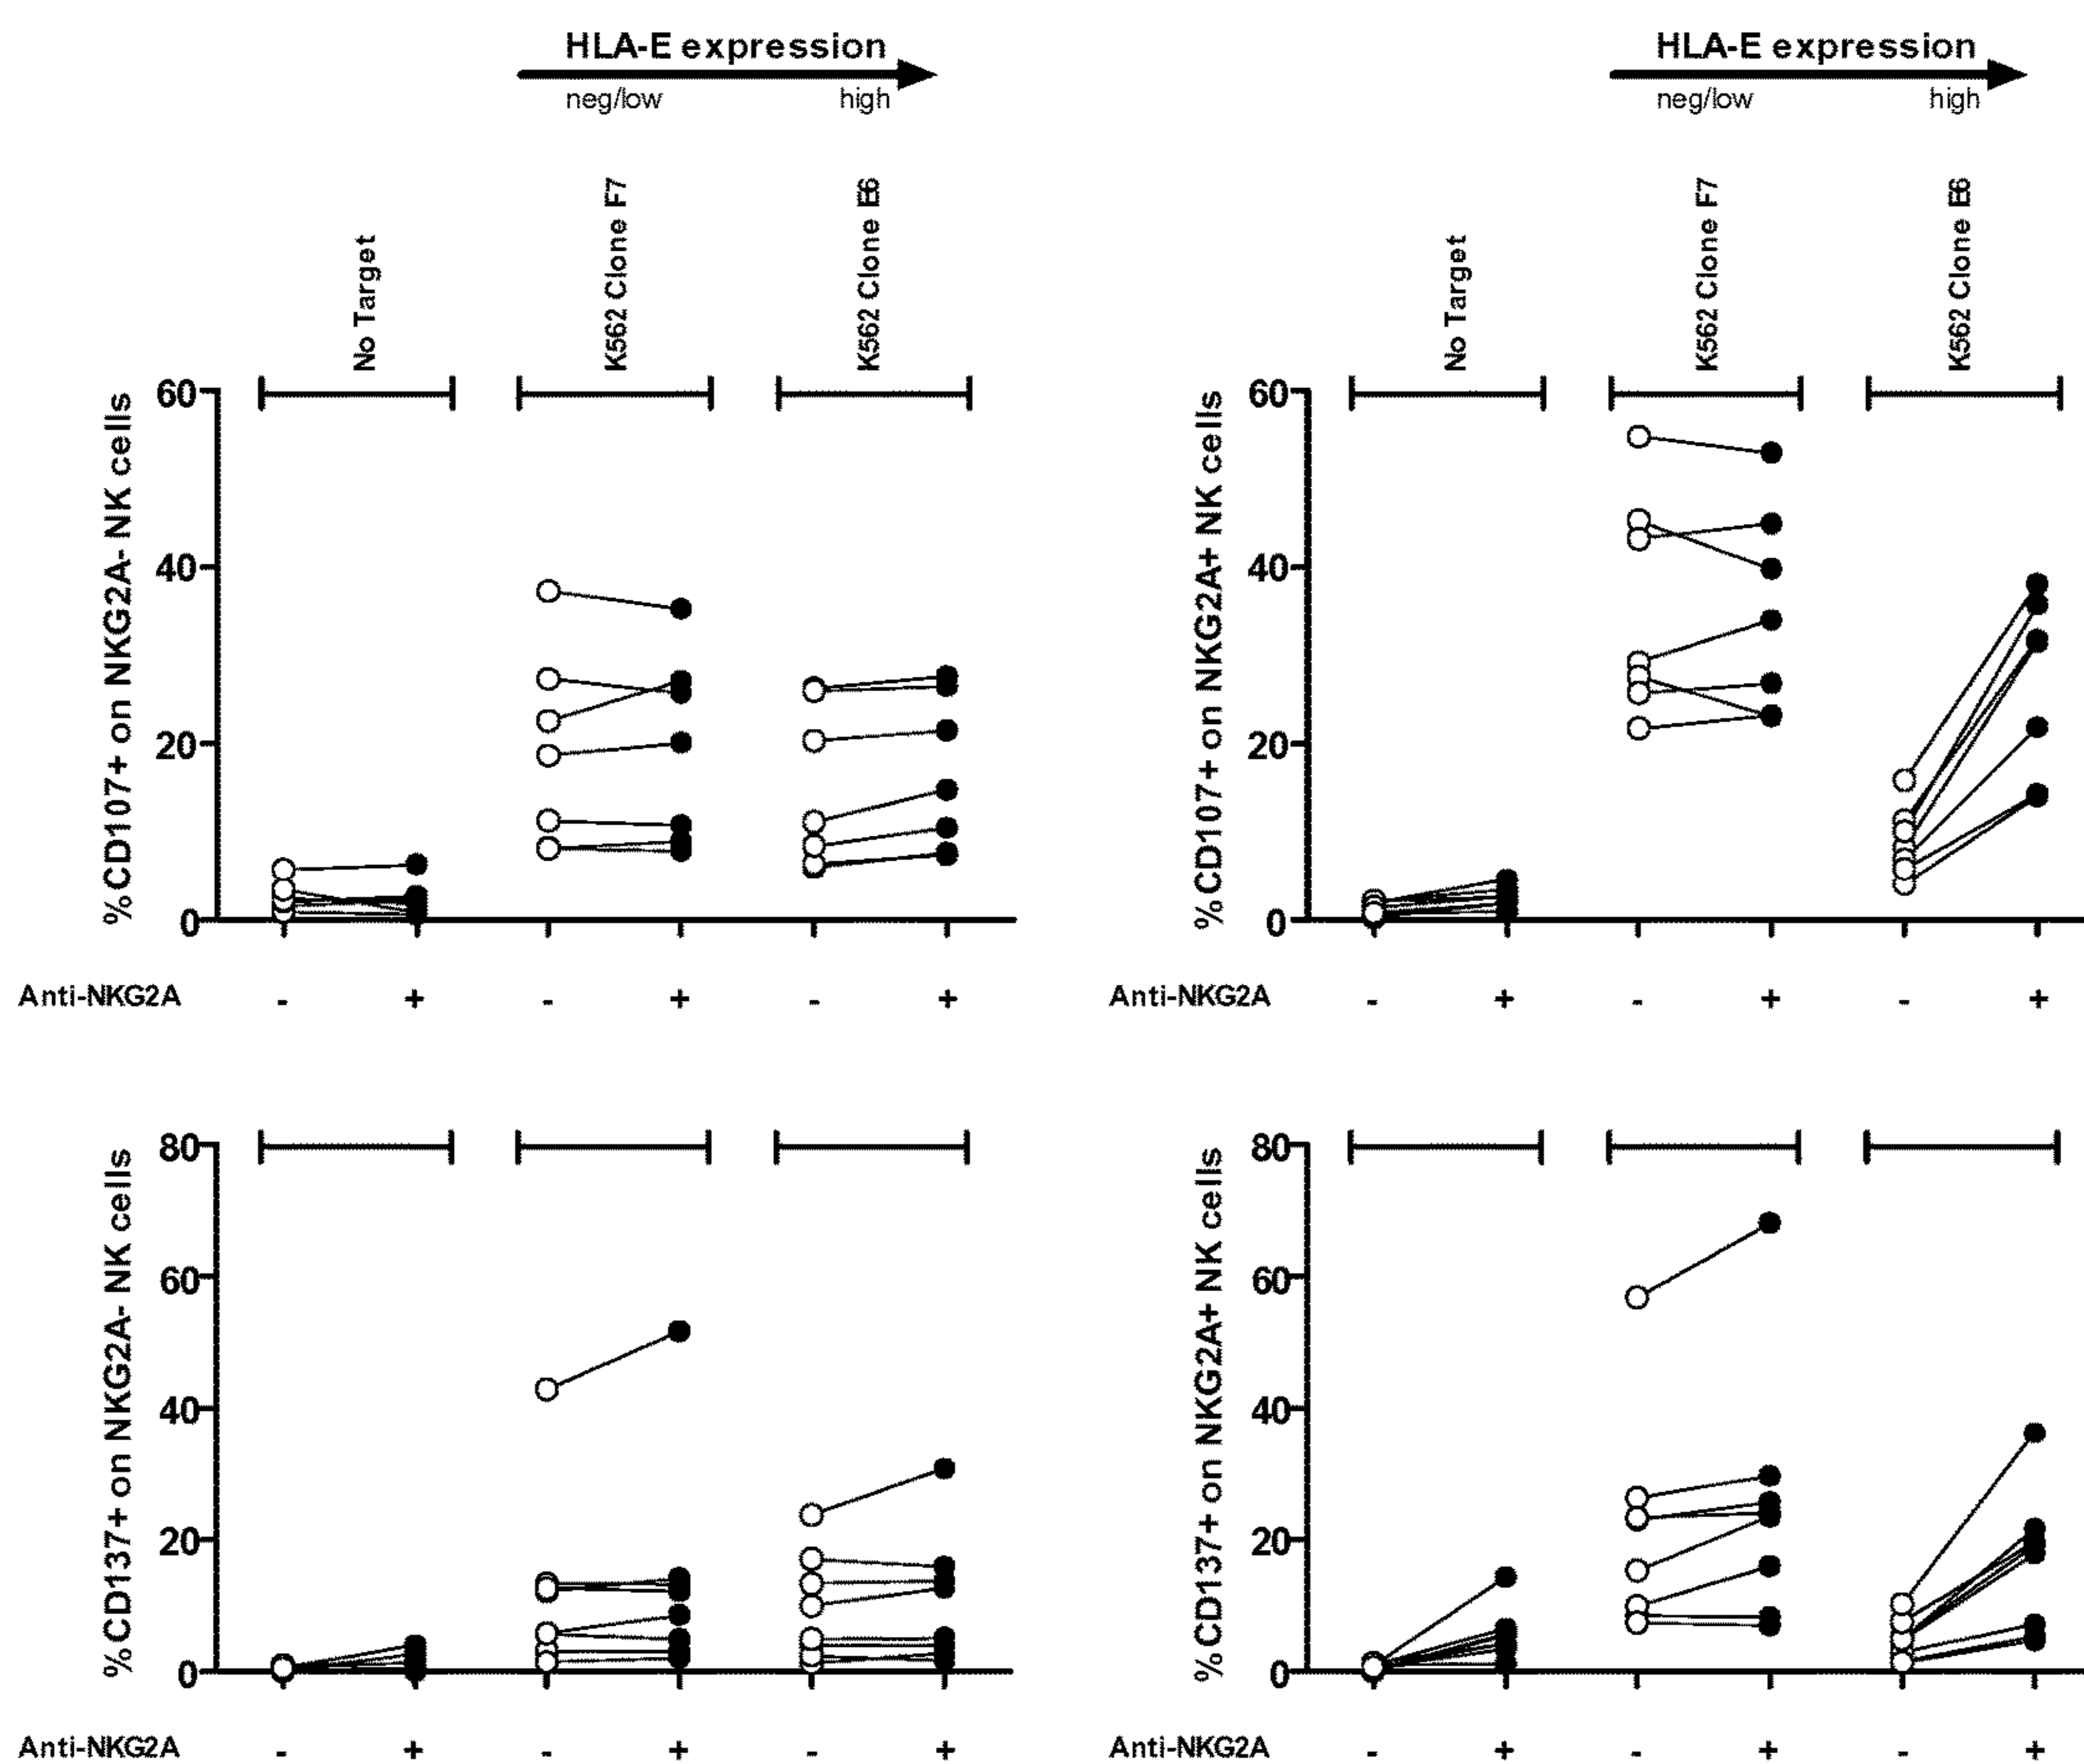 HLA-E expression
neg/low high
No Target
K562 Clone F7
K562 Clone E6
%CD107+ on NKG2A- NK cells
60
40
20
0
Anti-NKG2A - + - + - +
HLA-E expression
neg/low high
No Target
K562 Clone F7
K562 Clone E6
%CD107+ on NKG2A+ NK cells
60
40
20
0
Anti-NKG2A - + - + - +
%CD137+ on NKG2A- NK cells
80
60
40
20
0
Anti-NKG2A - + - + - +
%CD137+ on NKG2A+ NK cells
80
60
40
20
0
Anti-NKG2A - + - + - +